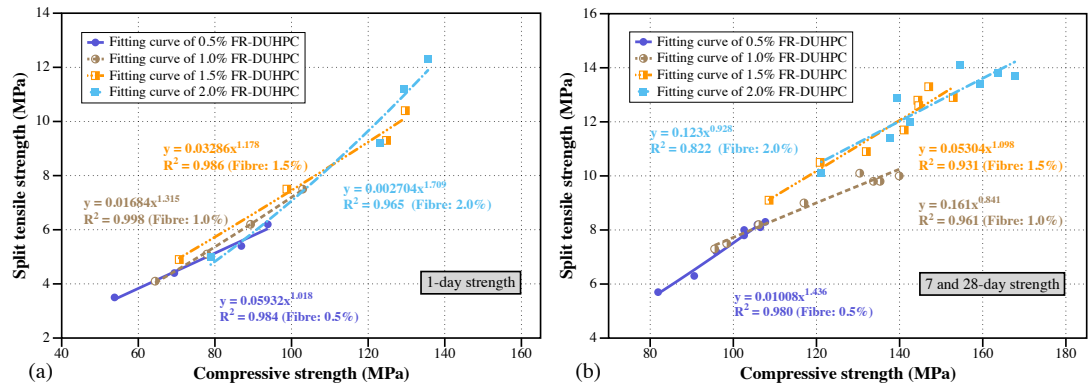 14
12
10
8
6
4
2
Split tensile strength (MPa)
Fitting curve of 0.5% FR-DUHPC
Fitting curve of 1.0% FR-DUHPC
Fitting curve of 1.5% FR-DUHPC
Fitting curve of 2.0% FR-DUHPC
y = 0.03286x^1.178
R² = 0.986 (Fibre: 1.5%)
y = 0.01684x^1.315
R² = 0.998 (Fibre: 1.0%)
y = 0.002704x^1.709
R² = 0.965 (Fibre: 2.0%)
y = 0.05932x^1.018
R² = 0.984 (Fibre: 0.5%)
1-day strength
40 60 80 100 120 140 160
(a)
Compressive strength (MPa)
16
14
12
10
8
6
4
Split tensile strength (MPa)
Fitting curve of 0.5% FR-DUHPC
Fitting curve of 1.0% FR-DUHPC
Fitting curve of 1.5% FR-DUHPC
Fitting curve of 2.0% FR-DUHPC
y = 0.123x^0.928
R² = 0.822 (Fibre: 2.0%)
y = 0.05304x^1.098
R² = 0.931 (Fibre: 1.5%)
y = 0.161x^0.841
R² = 0.961 (Fibre: 1.0%)
y = 0.01008x^1.436
R² = 0.980 (Fibre: 0.5%)
7 and 28-day strength
80 100 120 140 160 180
(b)
Compressive strength (MPa)